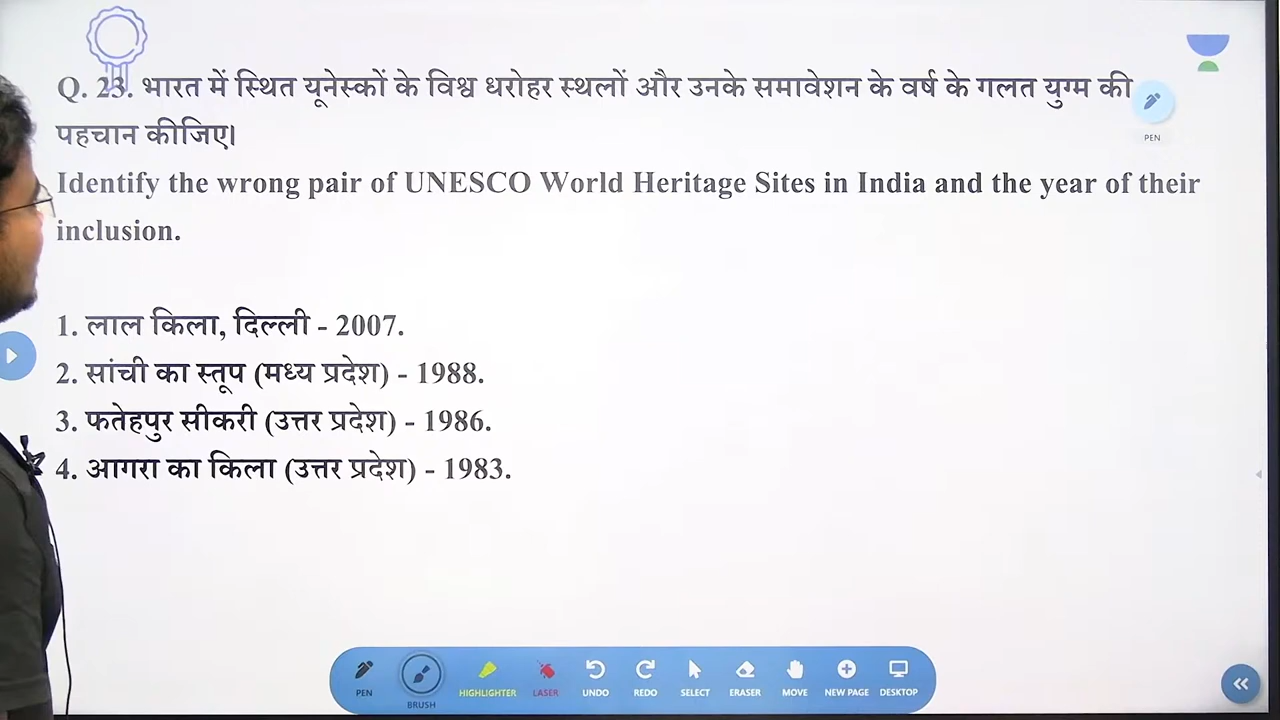 Q. 23. भारत में स्थित यूनेस्कों के विश्व धरोहर स्थलों और उनके समावेशन के वर्ष के गलत युग्म की
PEN
पहचान कीजिए।
Identify the wrong pair of UNESCO World Heritage Sites in India and the year of their
inclusion.
1. लाल किला, दिल्ली - 2007.
2. सांची का स्तूप (मध्य प्रदेश) - 1988.
3. फतेहपुर सीकरी (उत्तर प्रदेश) - 1986.
4. आगरा का किला (उत्तर प्रदेश) - 1983.
PEN BRUSH HIGHLIGHTER LASER UNDO REDO SELECT ERASER MOVE NEW PAGE DESKTOP